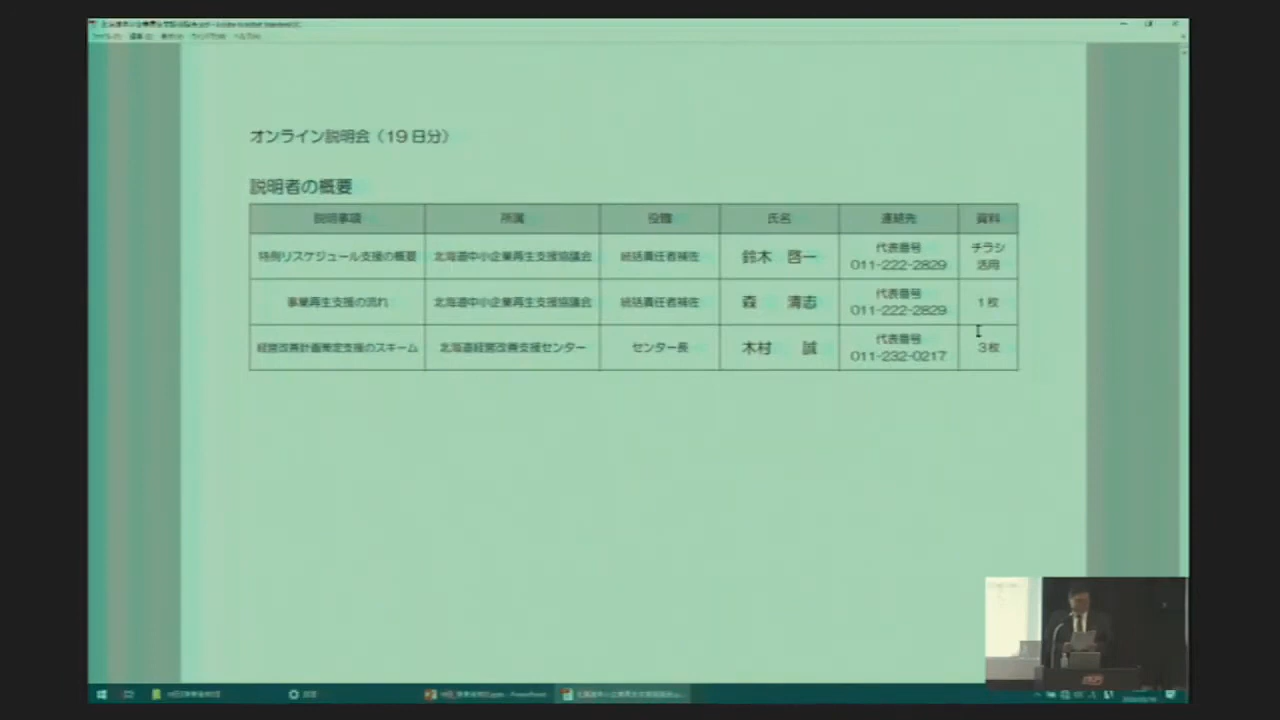 オンライン説明会（19日分）
説明者の概要
説明事項 所属 役職 氏名 連絡先 資料
特例リスケジュール支援の概要 北海道中小企業再生支援協議会 統括責任者補佐 鈴木 啓一 代表番号 011-222-2829 チラシ活用
事業再生支援の流れ 北海道中小企業再生支援協議会 統括責任者補佐 森 清志 代表番号 011-222-2829 1枚
経営改善計画策定支援のスキーム 北海道経営改善支援センター センター長 木村 誠 代表番号 011-232-0217 3枚